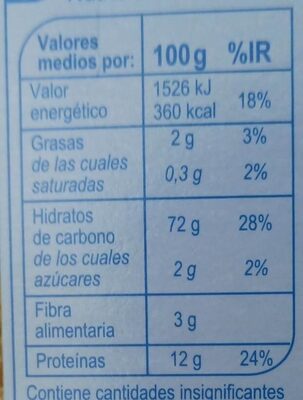 Valores
medios por: 100g %IR
Valor 1526 kJ
energético 360 kcal 18%
Grasas 2 g 3%
de las cuales
saturadas 0,3 g 2%
Hidratos
de carbono 72 g 28%
de los cuales
azúcares 2 g 2%
Fibra
alimentaria 3 g
Proteínas 12 g 24%
Contiene cantidades insignificantes